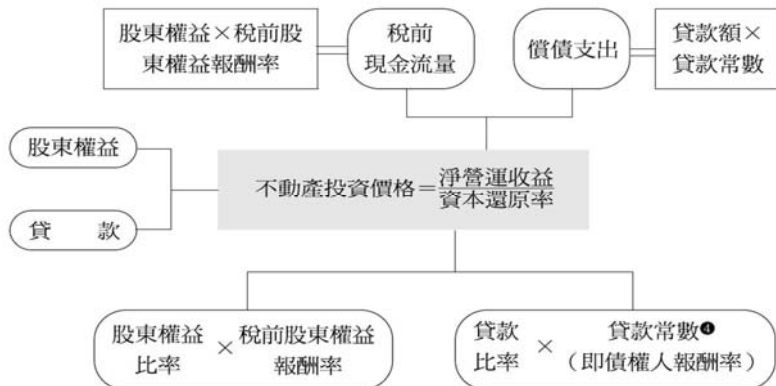 股東權益×稅前股
東權益報酬率
稅前
現金流量
償債支出
貸款額×
貸款常數
股東權益
貸 款
不動產投資價格=淨營運收益
資本還原率
股東權益
比率
×
稅前股東權益
報酬率
貸款
比率
×
貸款常數❹
(即債權人報酬率)